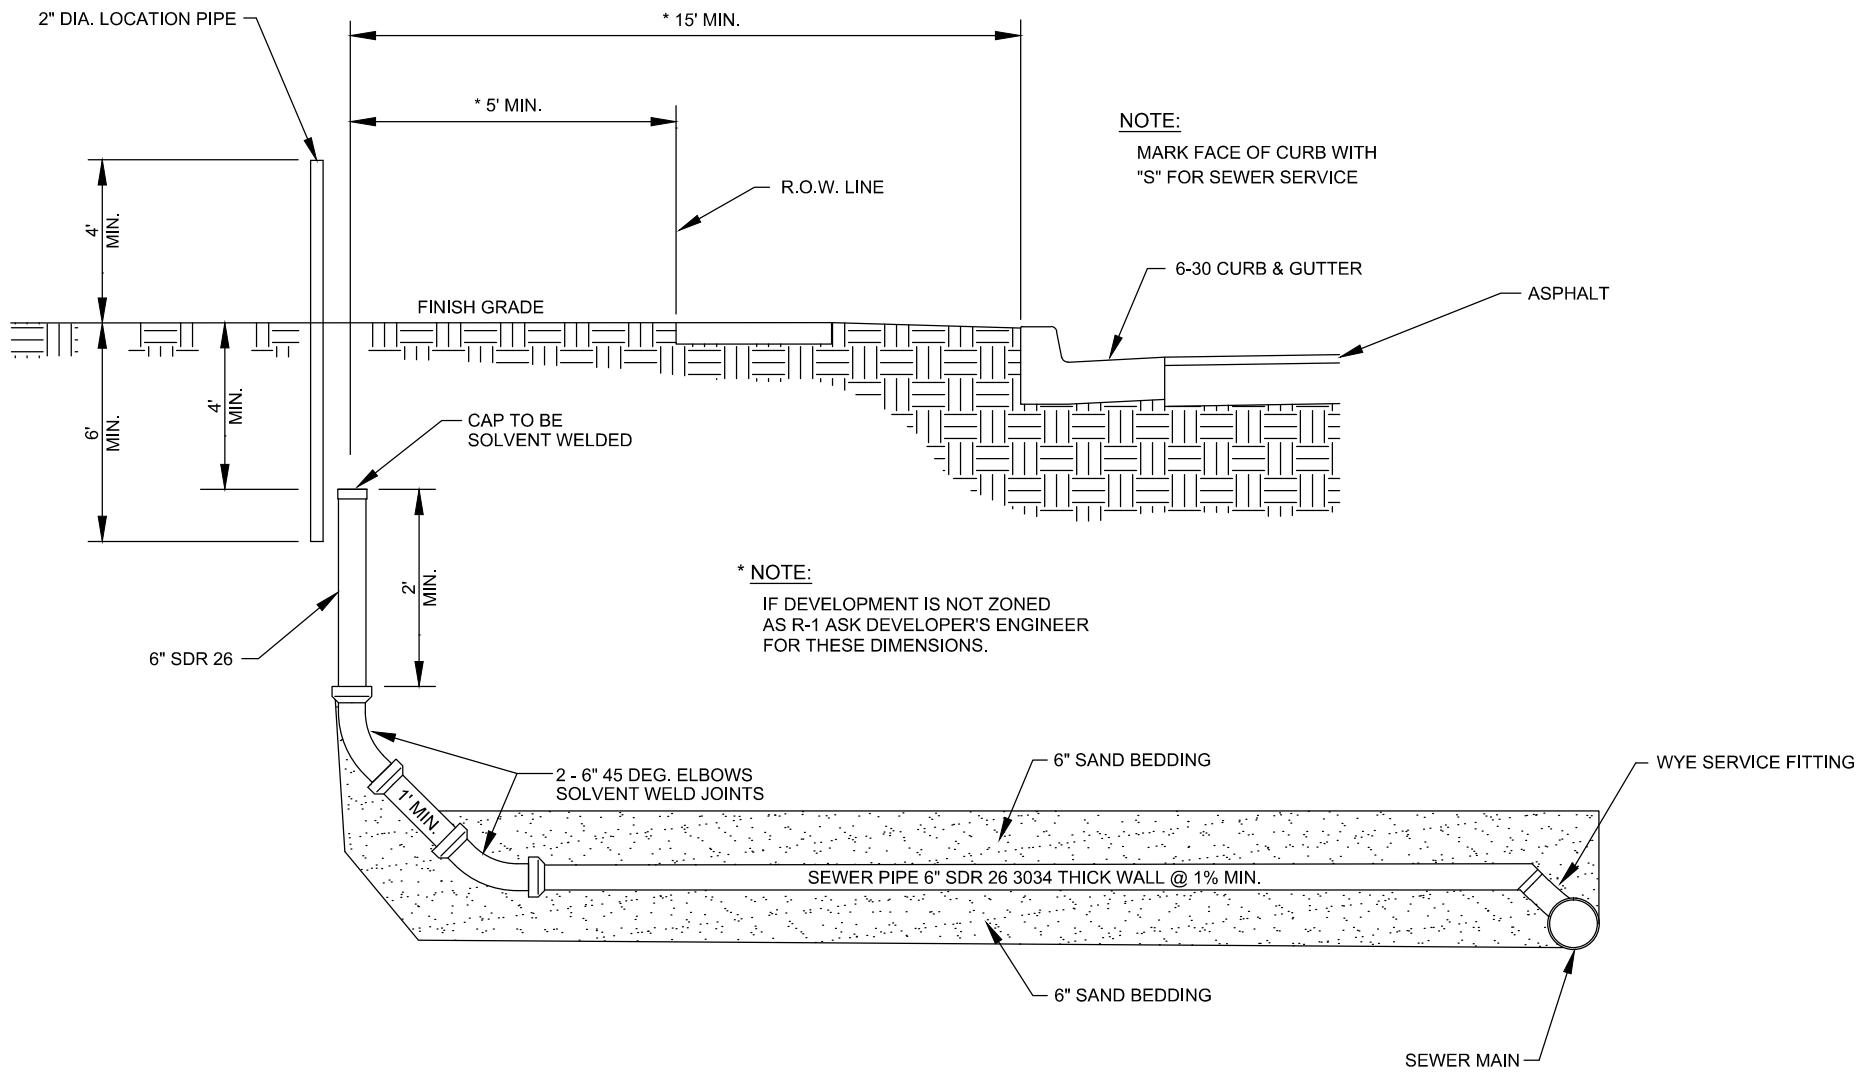 2" DIA. LOCATION PIPE
* 15' MIN.
* 5' MIN.
NOTE:
MARK FACE OF CURB WITH
"S" FOR SEWER SERVICE
R.O.W. LINE
4'
MIN.
6-30 CURB & GUTTER
ASPHALT
FINISH GRADE
6'
MIN.
4'
MIN.
CAP TO BE
SOLVENT WELDED
2'
MIN.
* NOTE:
IF DEVELOPMENT IS NOT ZONED
AS R-1 ASK DEVELOPER'S ENGINEER
FOR THESE DIMENSIONS.
6" SDR 26
2 - 6" 45 DEG. ELBOWS
SOLVENT WELD JOINTS
1' MIN.
6" SAND BEDDING
WYE SERVICE FITTING
SEWER PIPE 6" SDR 26 3034 THICK WALL @ 1% MIN.
6" SAND BEDDING
SEWER MAIN